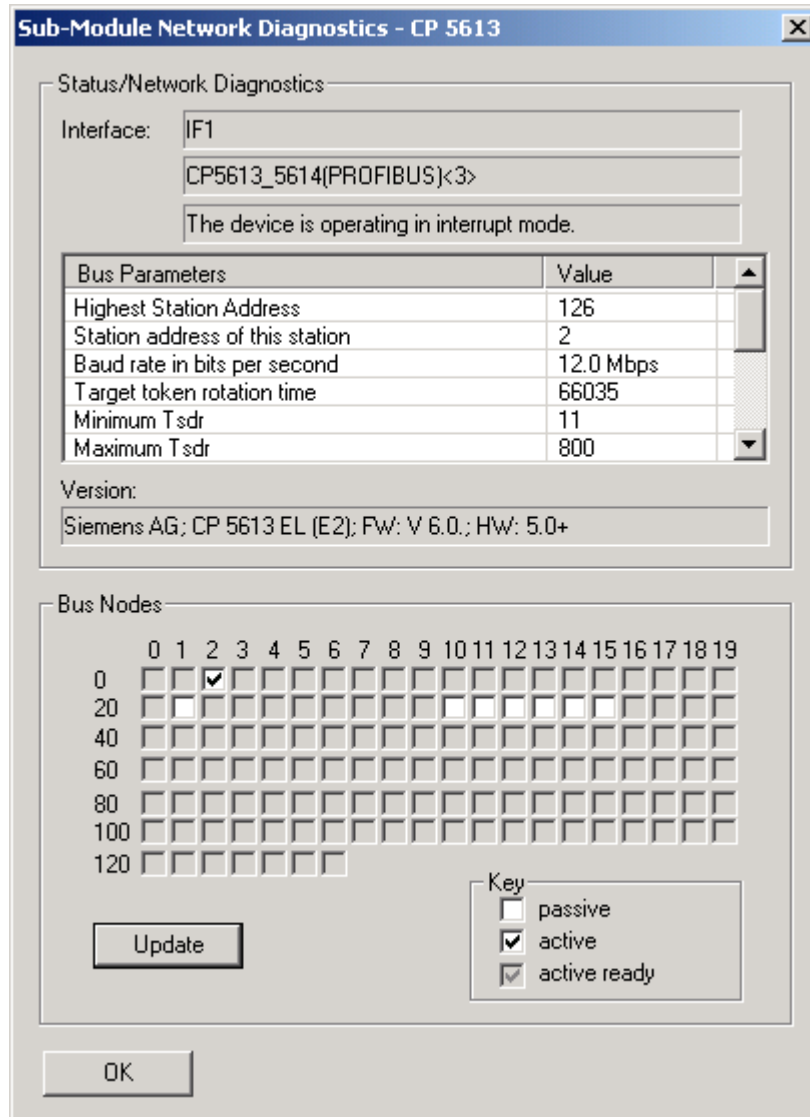 Sub-Module Network Diagnostics - CP 5613
Status/Network Diagnostics
Interface: IF1
CP5613_5614(PROFIBUS)<3>
The device is operating in interrupt mode.
Bus Parameters Value
Highest Station Address 126
Station address of this station 2
Baud rate in bits per second 12.0 Mbps
Target token rotation time 66035
Minimum Tsdr 11
Maximum Tsdr 800
Version:
Siemens AG; CP 5613 EL (E2); FW: V 6.0.; HW: 5.0+
Bus Nodes
0 1 2 3 4 5 6 7 8 9 10 11 12 13 14 15 16 17 18 19
0
20
40
60
80
100
120
Key
passive
active
active ready
Update
OK